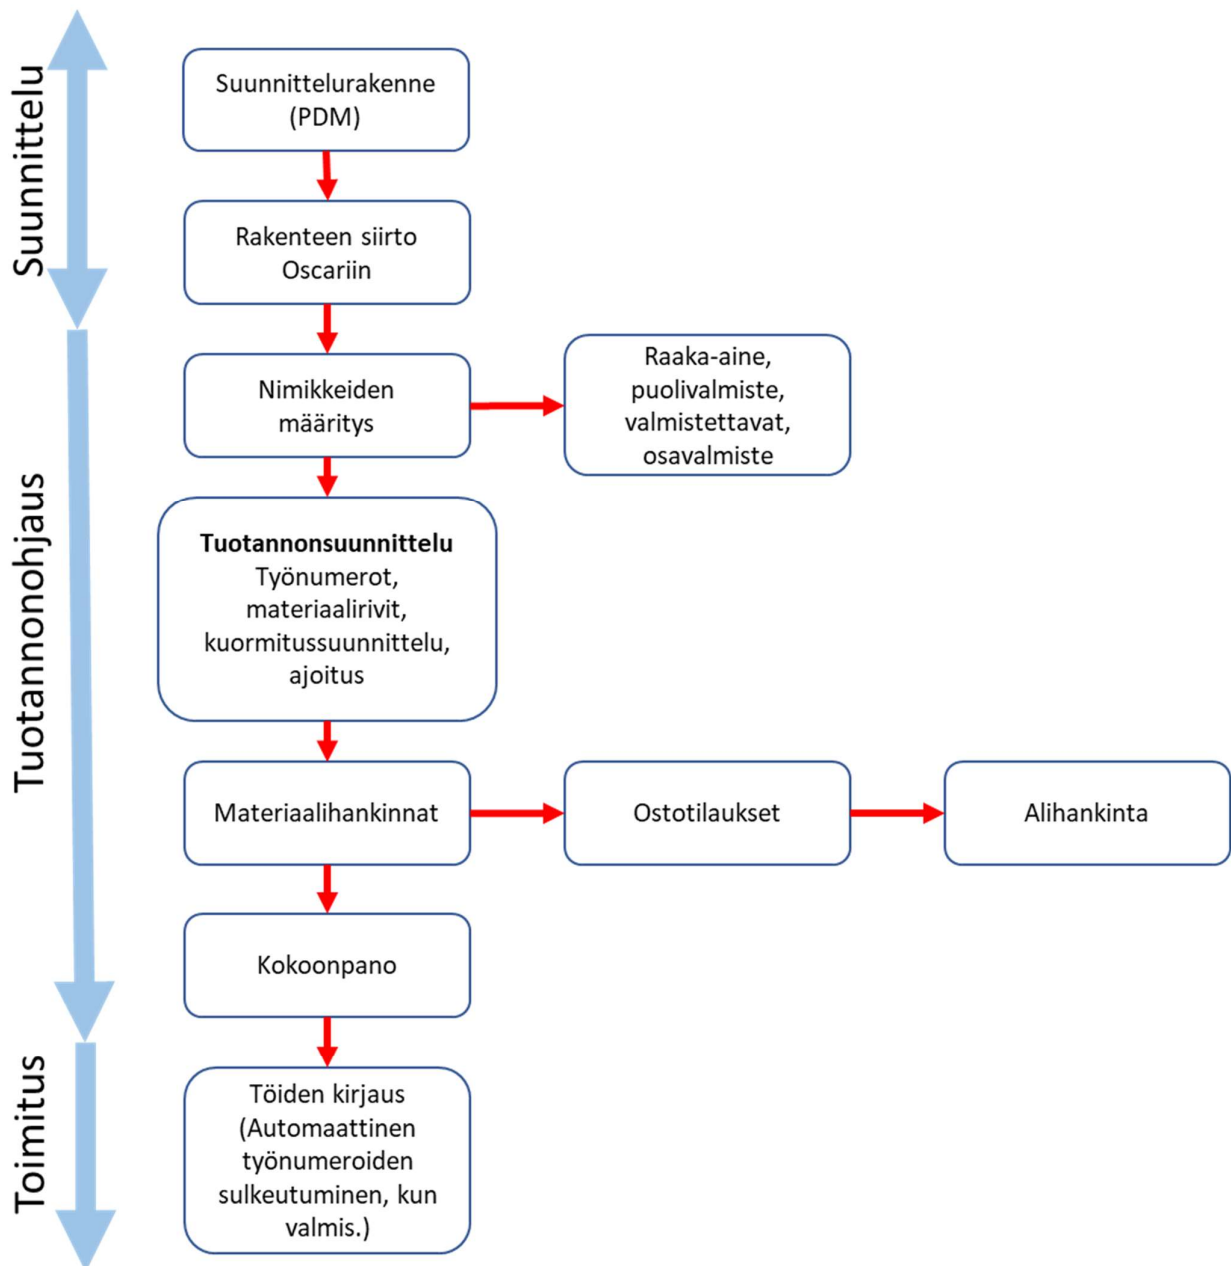 Suunnittelu
Suunnittelurakenne
(PDM)
Rakenteen siirto
Oscariin
Tuotannonohjaus
Nimikkeiden
määritys
Raaka-aine,
puolivalmiste,
valmistettavat,
osavalmiste
Tuotannonsuunnittelu
Työnumerot,
materiaalirivit,
kuormitussuunnittelu,
ajoitus
Materiaalihankinnat
Ostotilaukset
Alihankinta
Kokoonpano
Toimitus
Töiden kirjaus
(Automaattinen
työnumeroiden
sulkeutuminen, kun
valmis.)